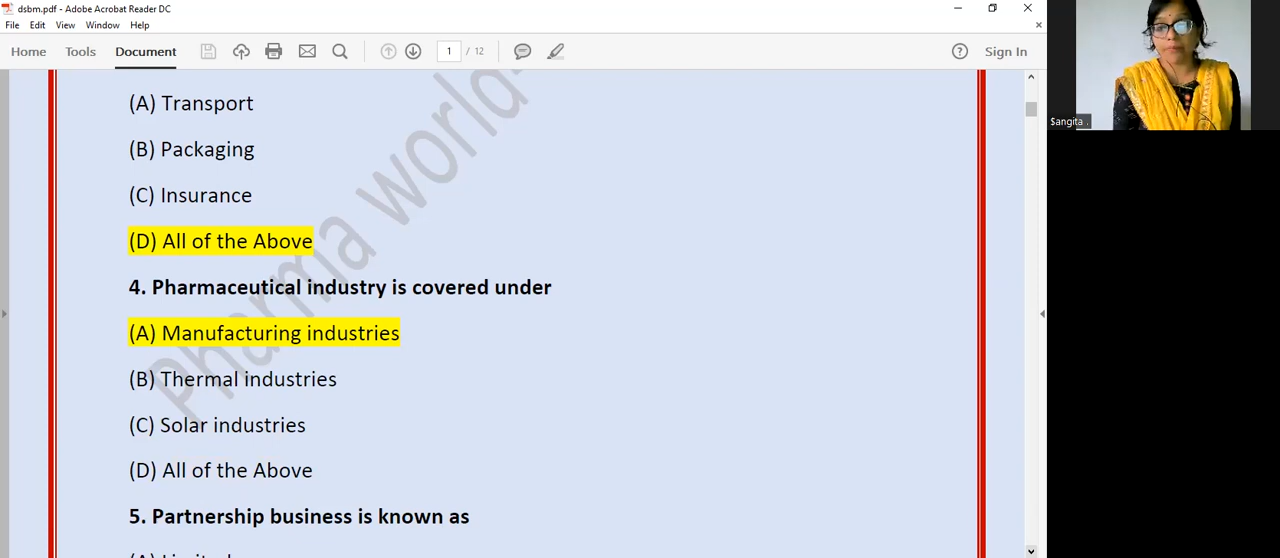 dsbm.pdf - Adobe Acrobat Reader DC
File Edit View Window Help
Home Tools Document 1 / 12 Sign In
(A) Transport
(B) Packaging
(C) Insurance
(D) All of the Above
4. Pharmaceutical industry is covered under
(A) Manufacturing industries
(B) Thermal industries
(C) Solar industries
(D) All of the Above
5. Partnership business is known as
Pharma world
Sangita .